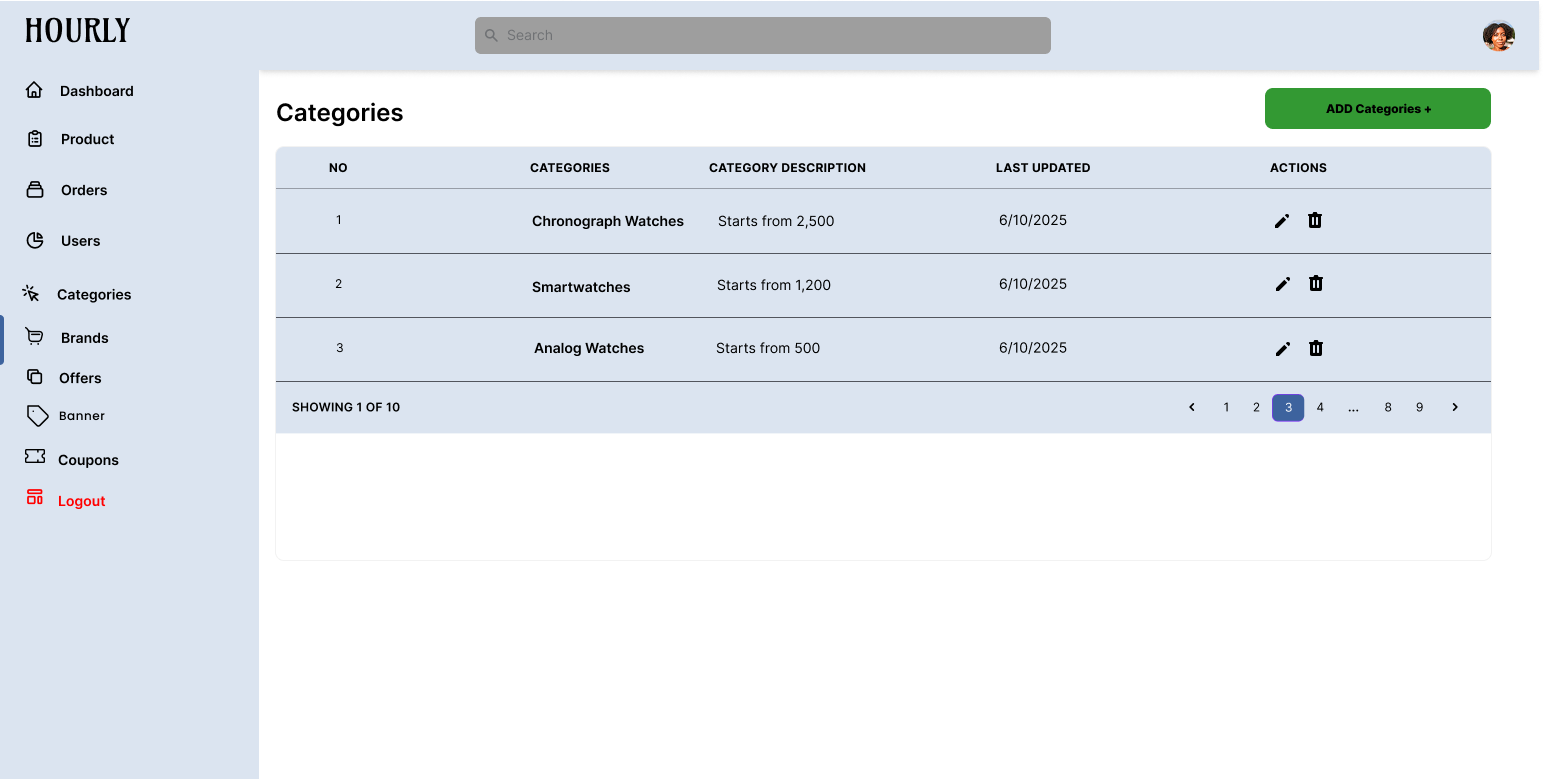 HOURLY
Search
Dashboard
Product
Orders
Users
Categories
Brands
Offers
Banner
Coupons
Logout
Categories
ADD Categories +
NO CATEGORIES CATEGORY DESCRIPTION LAST UPDATED ACTIONS
1 Chronograph Watches Starts from 2,500 6/10/2025
2 Smartwatches Starts from 1,200 6/10/2025
3 Analog Watches Starts from 500 6/10/2025
SHOWING 1 OF 10 1 2 3 4 ... 8 9